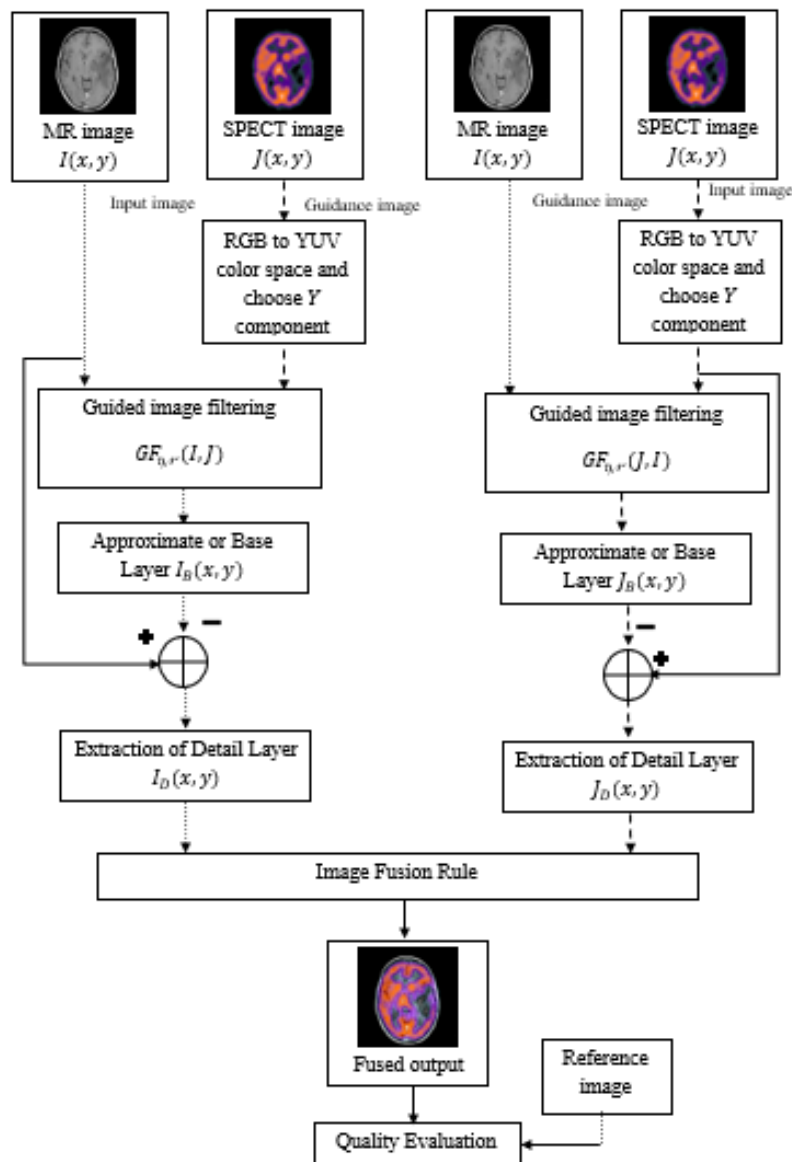 MR image
I(x, y)
SPECT image
J(x, y)
MR image
I(x, y)
SPECT image
J(x, y)
Input image
Guidance image
Guidance image
Input image
RGB to YUV
color space and
choose Y
component
RGB to YUV
color space and
choose Y
component
Guided image filtering
GF_{η,r}(I, J)
Guided image filtering
GF_{η,r}(J, I)
Approximate or Base
Layer I_B(x, y)
Approximate or Base
Layer J_B(x, y)
+ −
− +
Extraction of Detail Layer
I_D(x, y)
Extraction of Detail Layer
J_D(x, y)
Image Fusion Rule
Fused output
Reference
image
Quality Evaluation